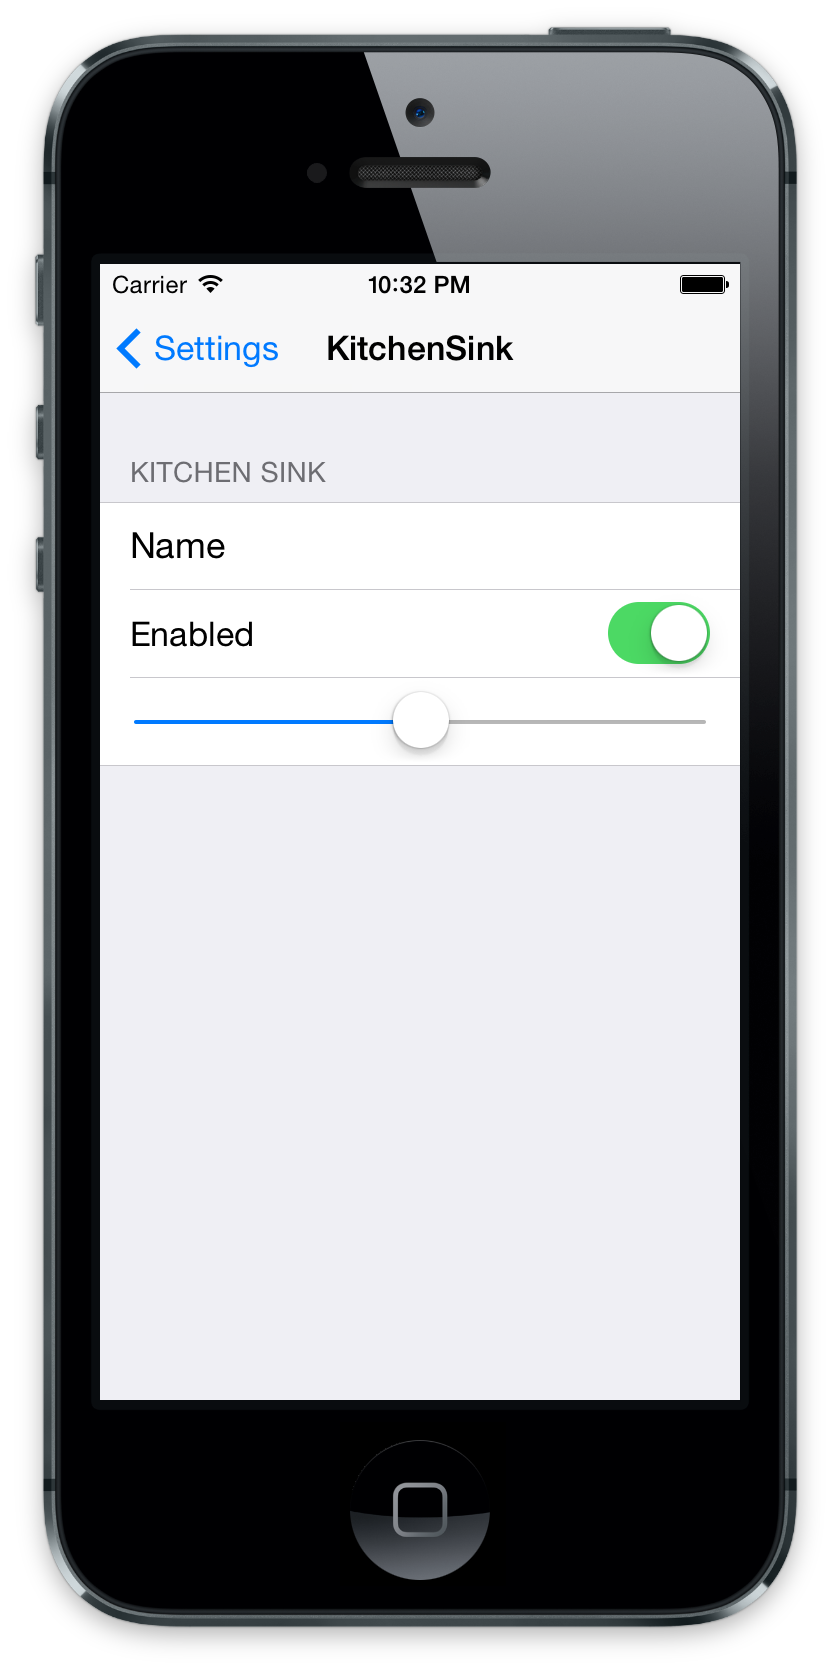 Carrier 10:32 PM
Settings KitchenSink
KITCHEN SINK
Name
Enabled